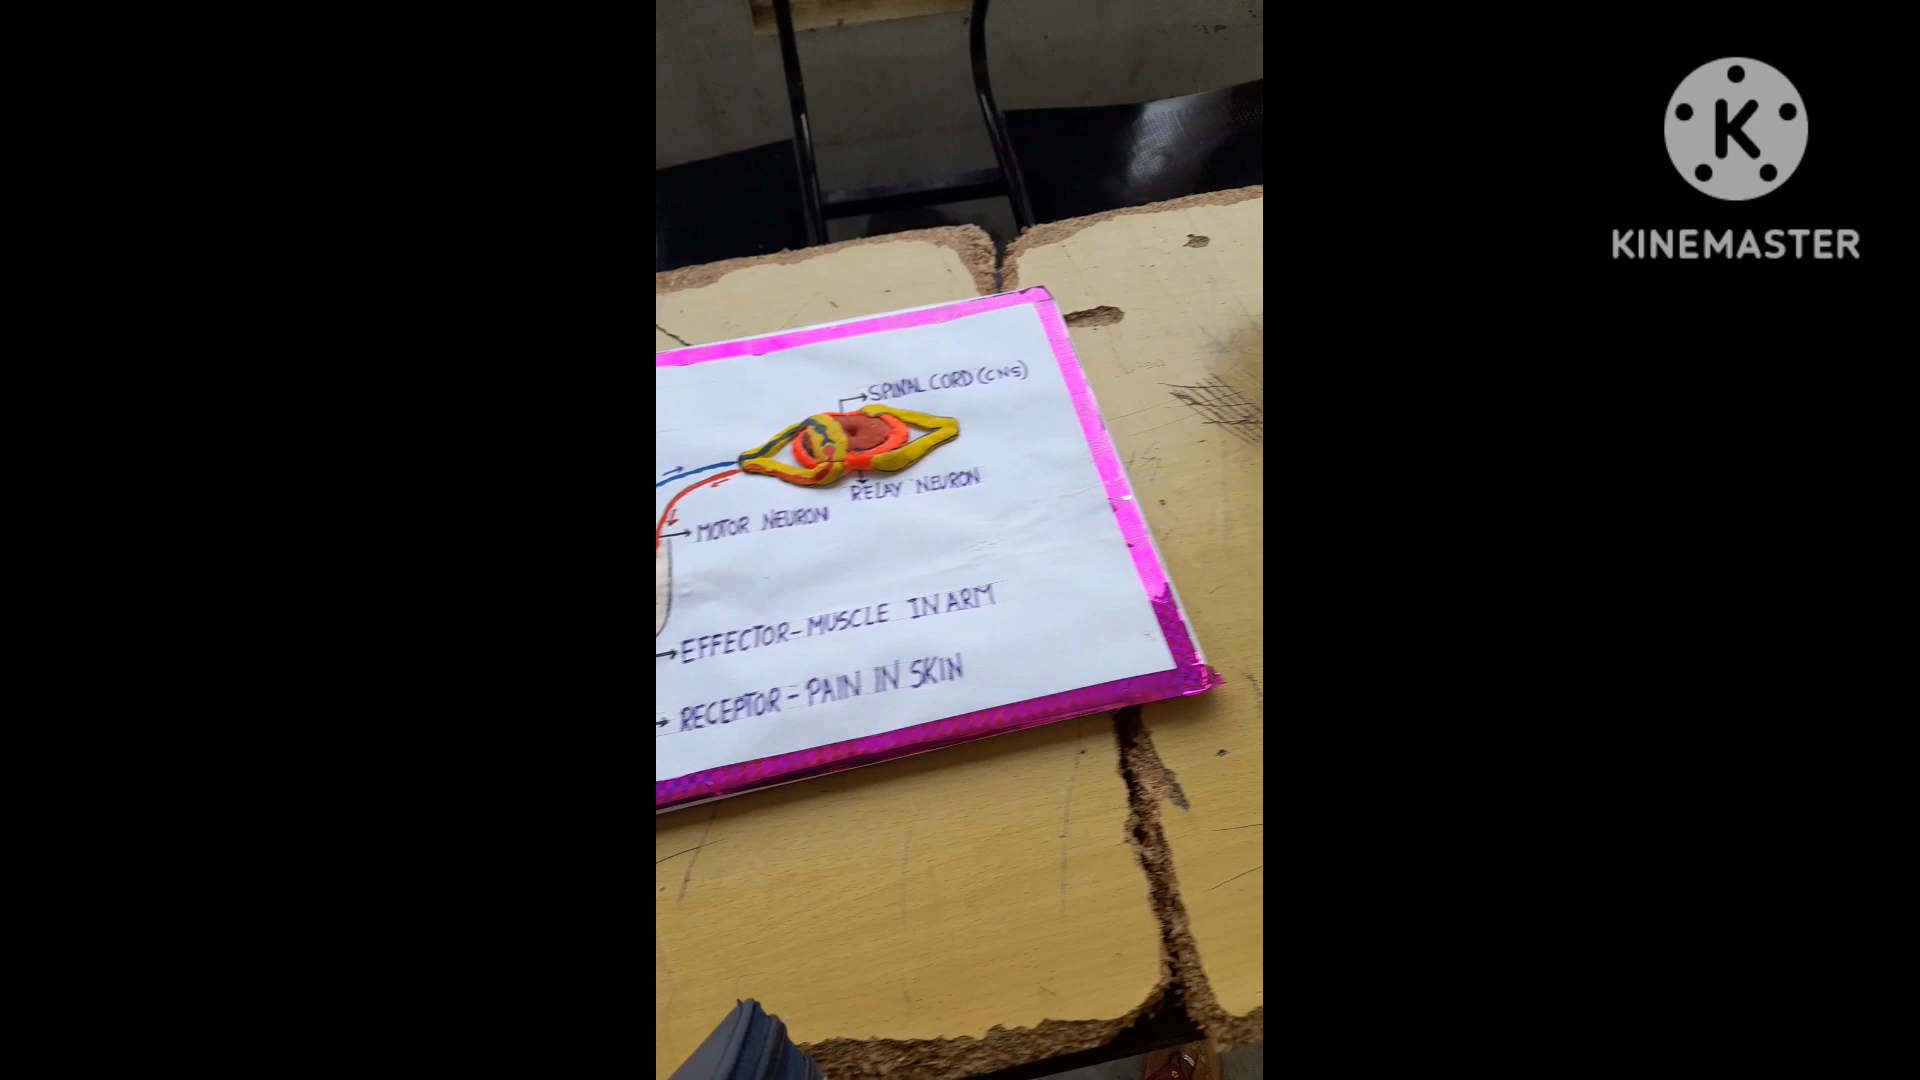 SPINAL CORD (CNS)
RELAY NEURON
MOTOR NEURON
EFFECTOR - MUSCLE IN ARM
RECEPTOR - PAIN IN SKIN
K
KINEMASTER